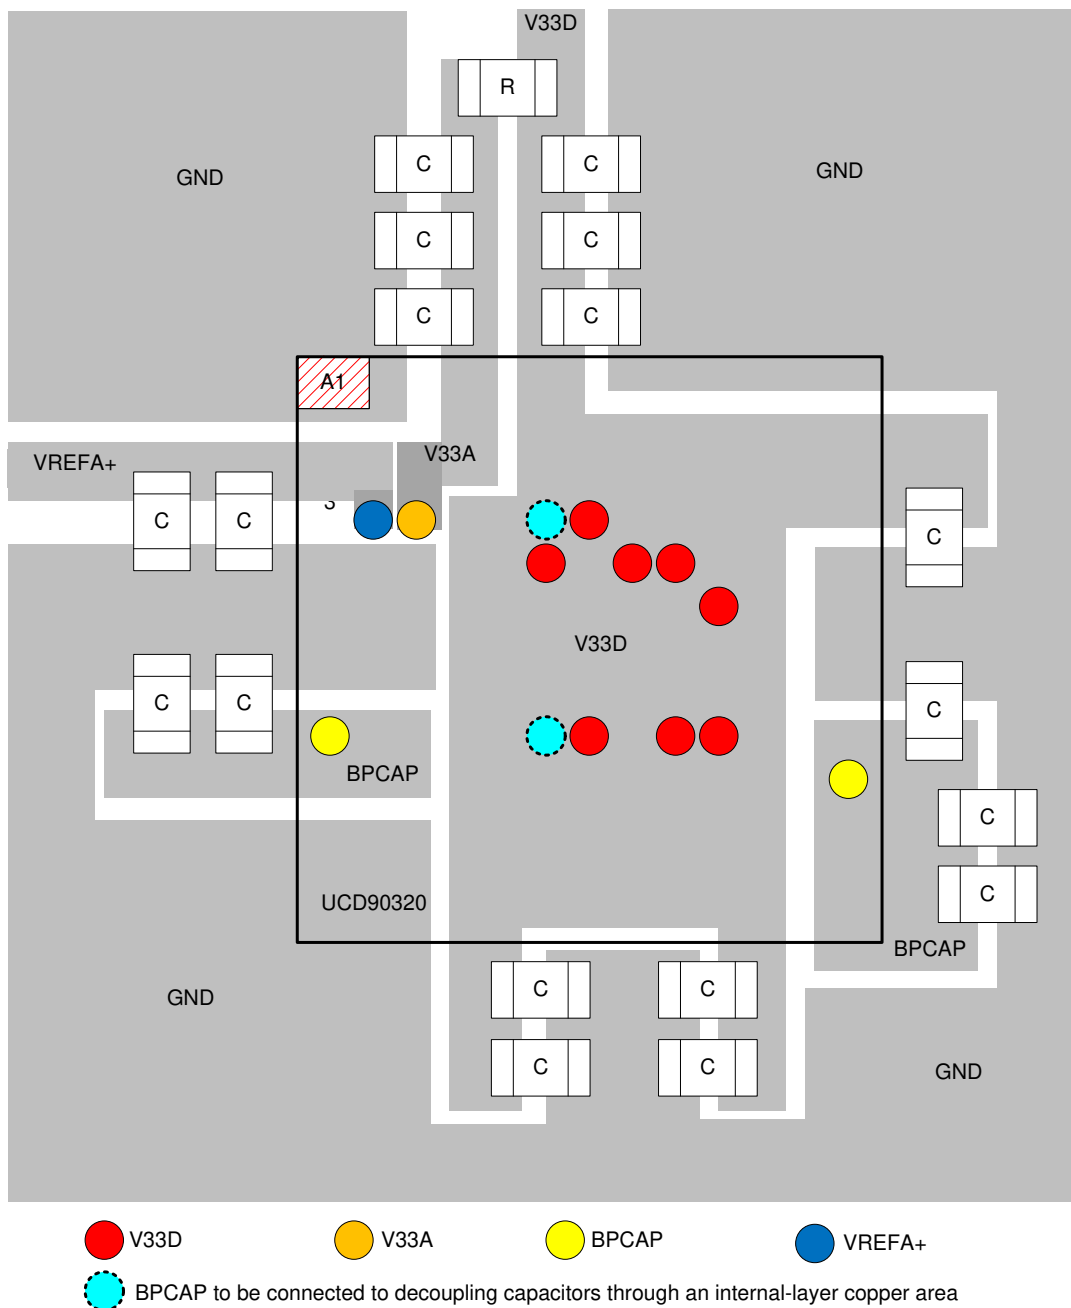 V33D
R
C
C
GND
GND
C
C
C
C
A1
V33A
VREFA+
C
C
C
V33D
C
C
C
BPCAP
C
C
UCD90320
BPCAP
C
C
GND
C
C
GND
V33D
V33A
BPCAP
VREFA+
BPCAP to be connected to decoupling capacitors through an internal-layer copper area